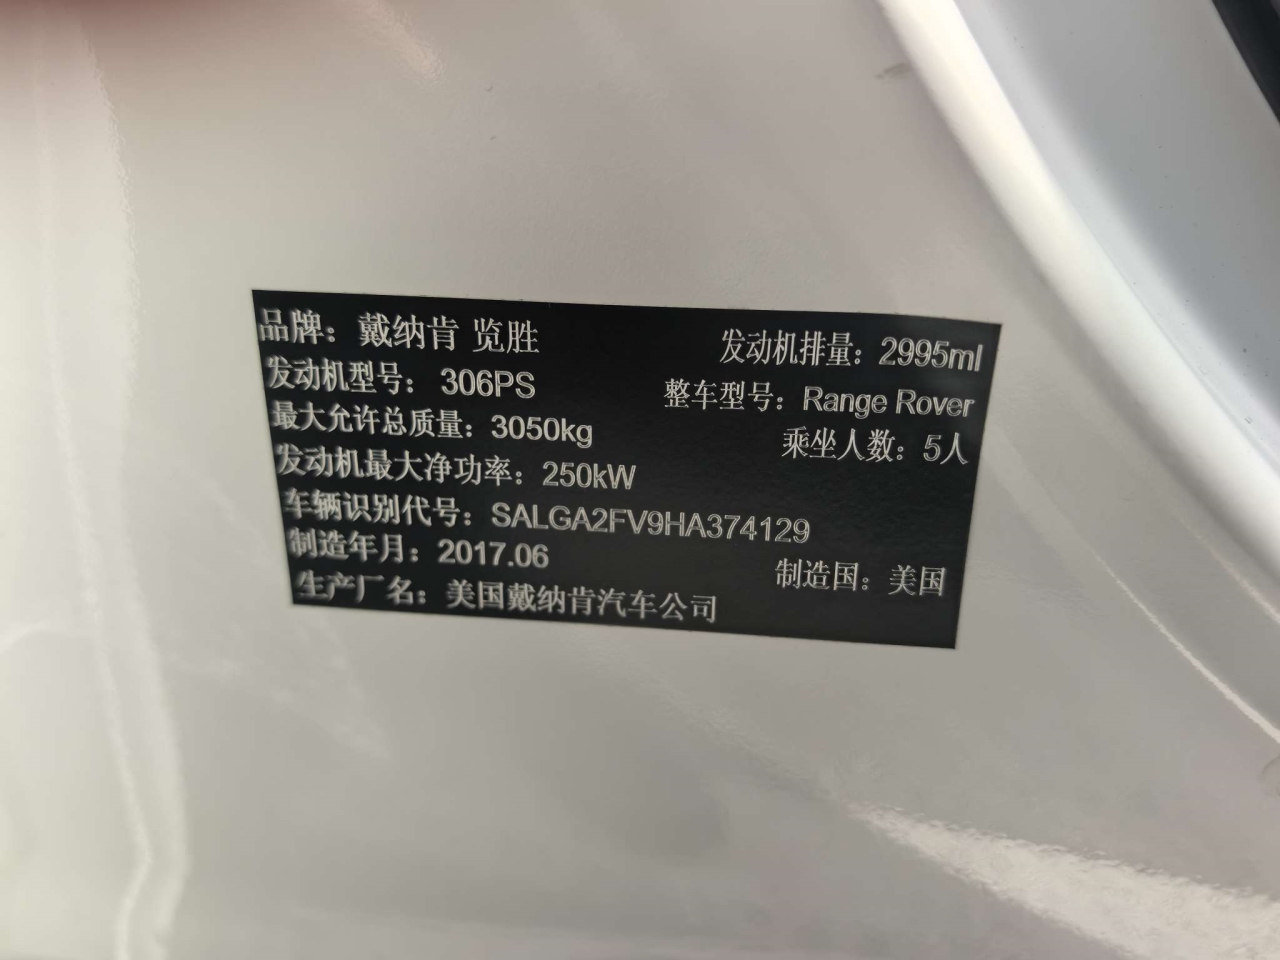 品牌：戴纳肯 览胜 发动机排量：2995ml
发动机型号：306PS 整车型号：Range Rover
最大允许总质量：3050kg 乘坐人数：5人
发动机最大净功率：250kW
车辆识别代号：SALGA2FV9HA374129
制造年月：2017.06 制造国：美国
生产厂名：美国戴纳肯汽车公司